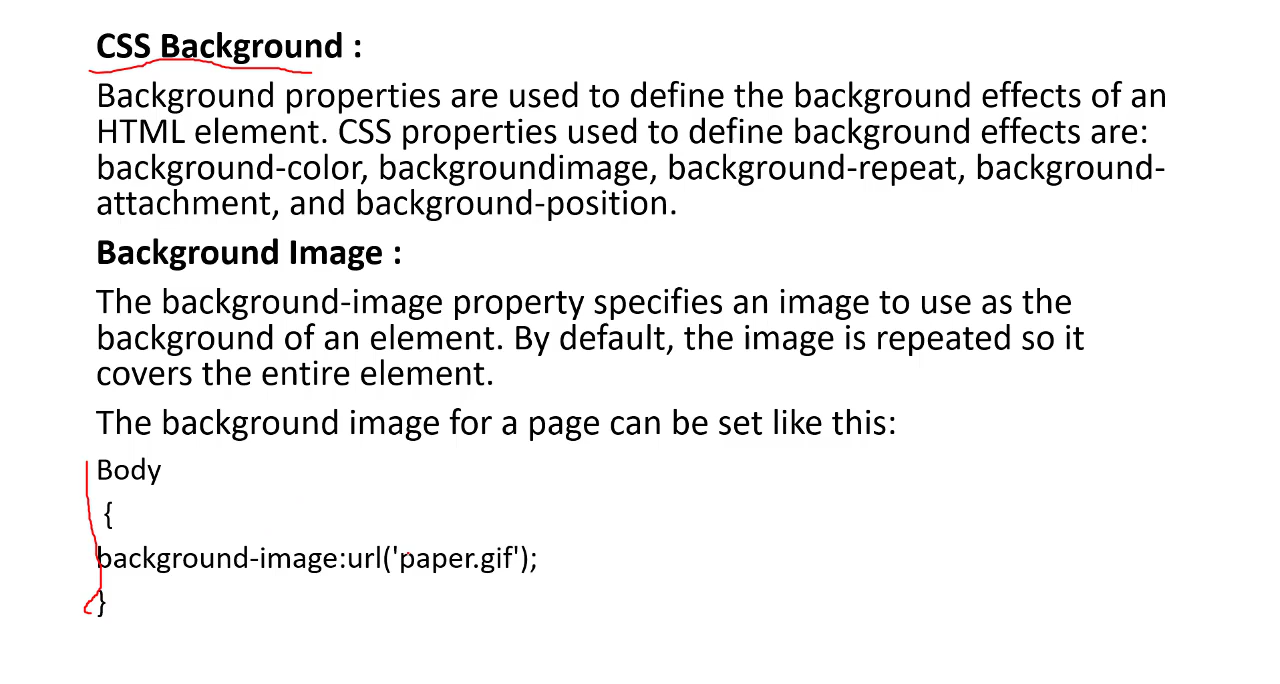 CSS Background :
Background properties are used to define the background effects of an
HTML element. CSS properties used to define background effects are:
background-color, backgroundimage, background-repeat, background-
attachment, and background-position.
Background Image :
The background-image property specifies an image to use as the
background of an element. By default, the image is repeated so it
covers the entire element.
The background image for a page can be set like this:
Body
{
background-image:url('paper.gif');
}